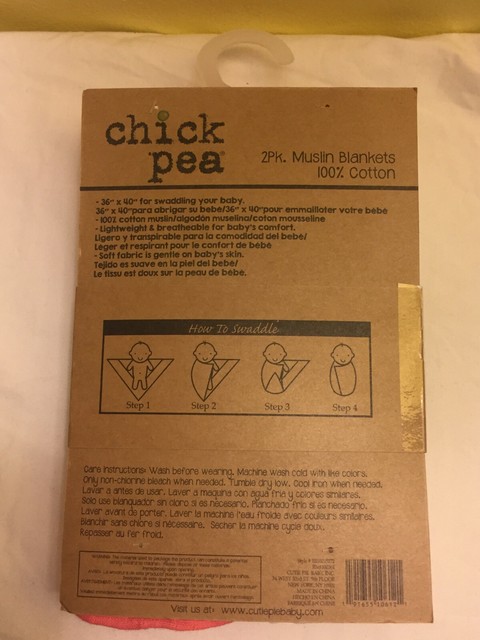 chick
pea
2Pk. Muslin Blankets
100% Cotton
- 36" x 40" for swaddling your baby.
36" x 40"para abrigar su bebé/36" x 40"pour emmailloter votre bébé
- 100% cotton muslin/algodón muselina/coton mousseline
- Lightweight & breatheable for baby's comfort.
Ligero y transpirable para la comodidad del bebé/
Léger et respirant pour le confort de bébé
- Soft fabric is gentle on baby's skin.
Tejido es suave en la piel del bebé/
Le tissu est doux sur la peau de bébé.
How To Swaddle
Step 1 Step 2 Step 3 Step 4
Care Instructions: Wash before wearing. Machine wash cold with like colors.
Only non-chlorine bleach when needed. Tumble dry low. Cool iron when needed.
Lavar a antes de usar. Lavar a maquina con agua fria y colores similares.
Solo use blanqueador sin cloro si es necesario. Planchado frio si es necesario.
Laver avant de porter. Laver la machine l'eau froide avec couleurs similaires.
Blanchir sans chlore si nécessaire. Secher la machine cycle doux.
Repasser au fer froid.
MADE IN CHINA
Visit us at: www.cutiepiebaby.com